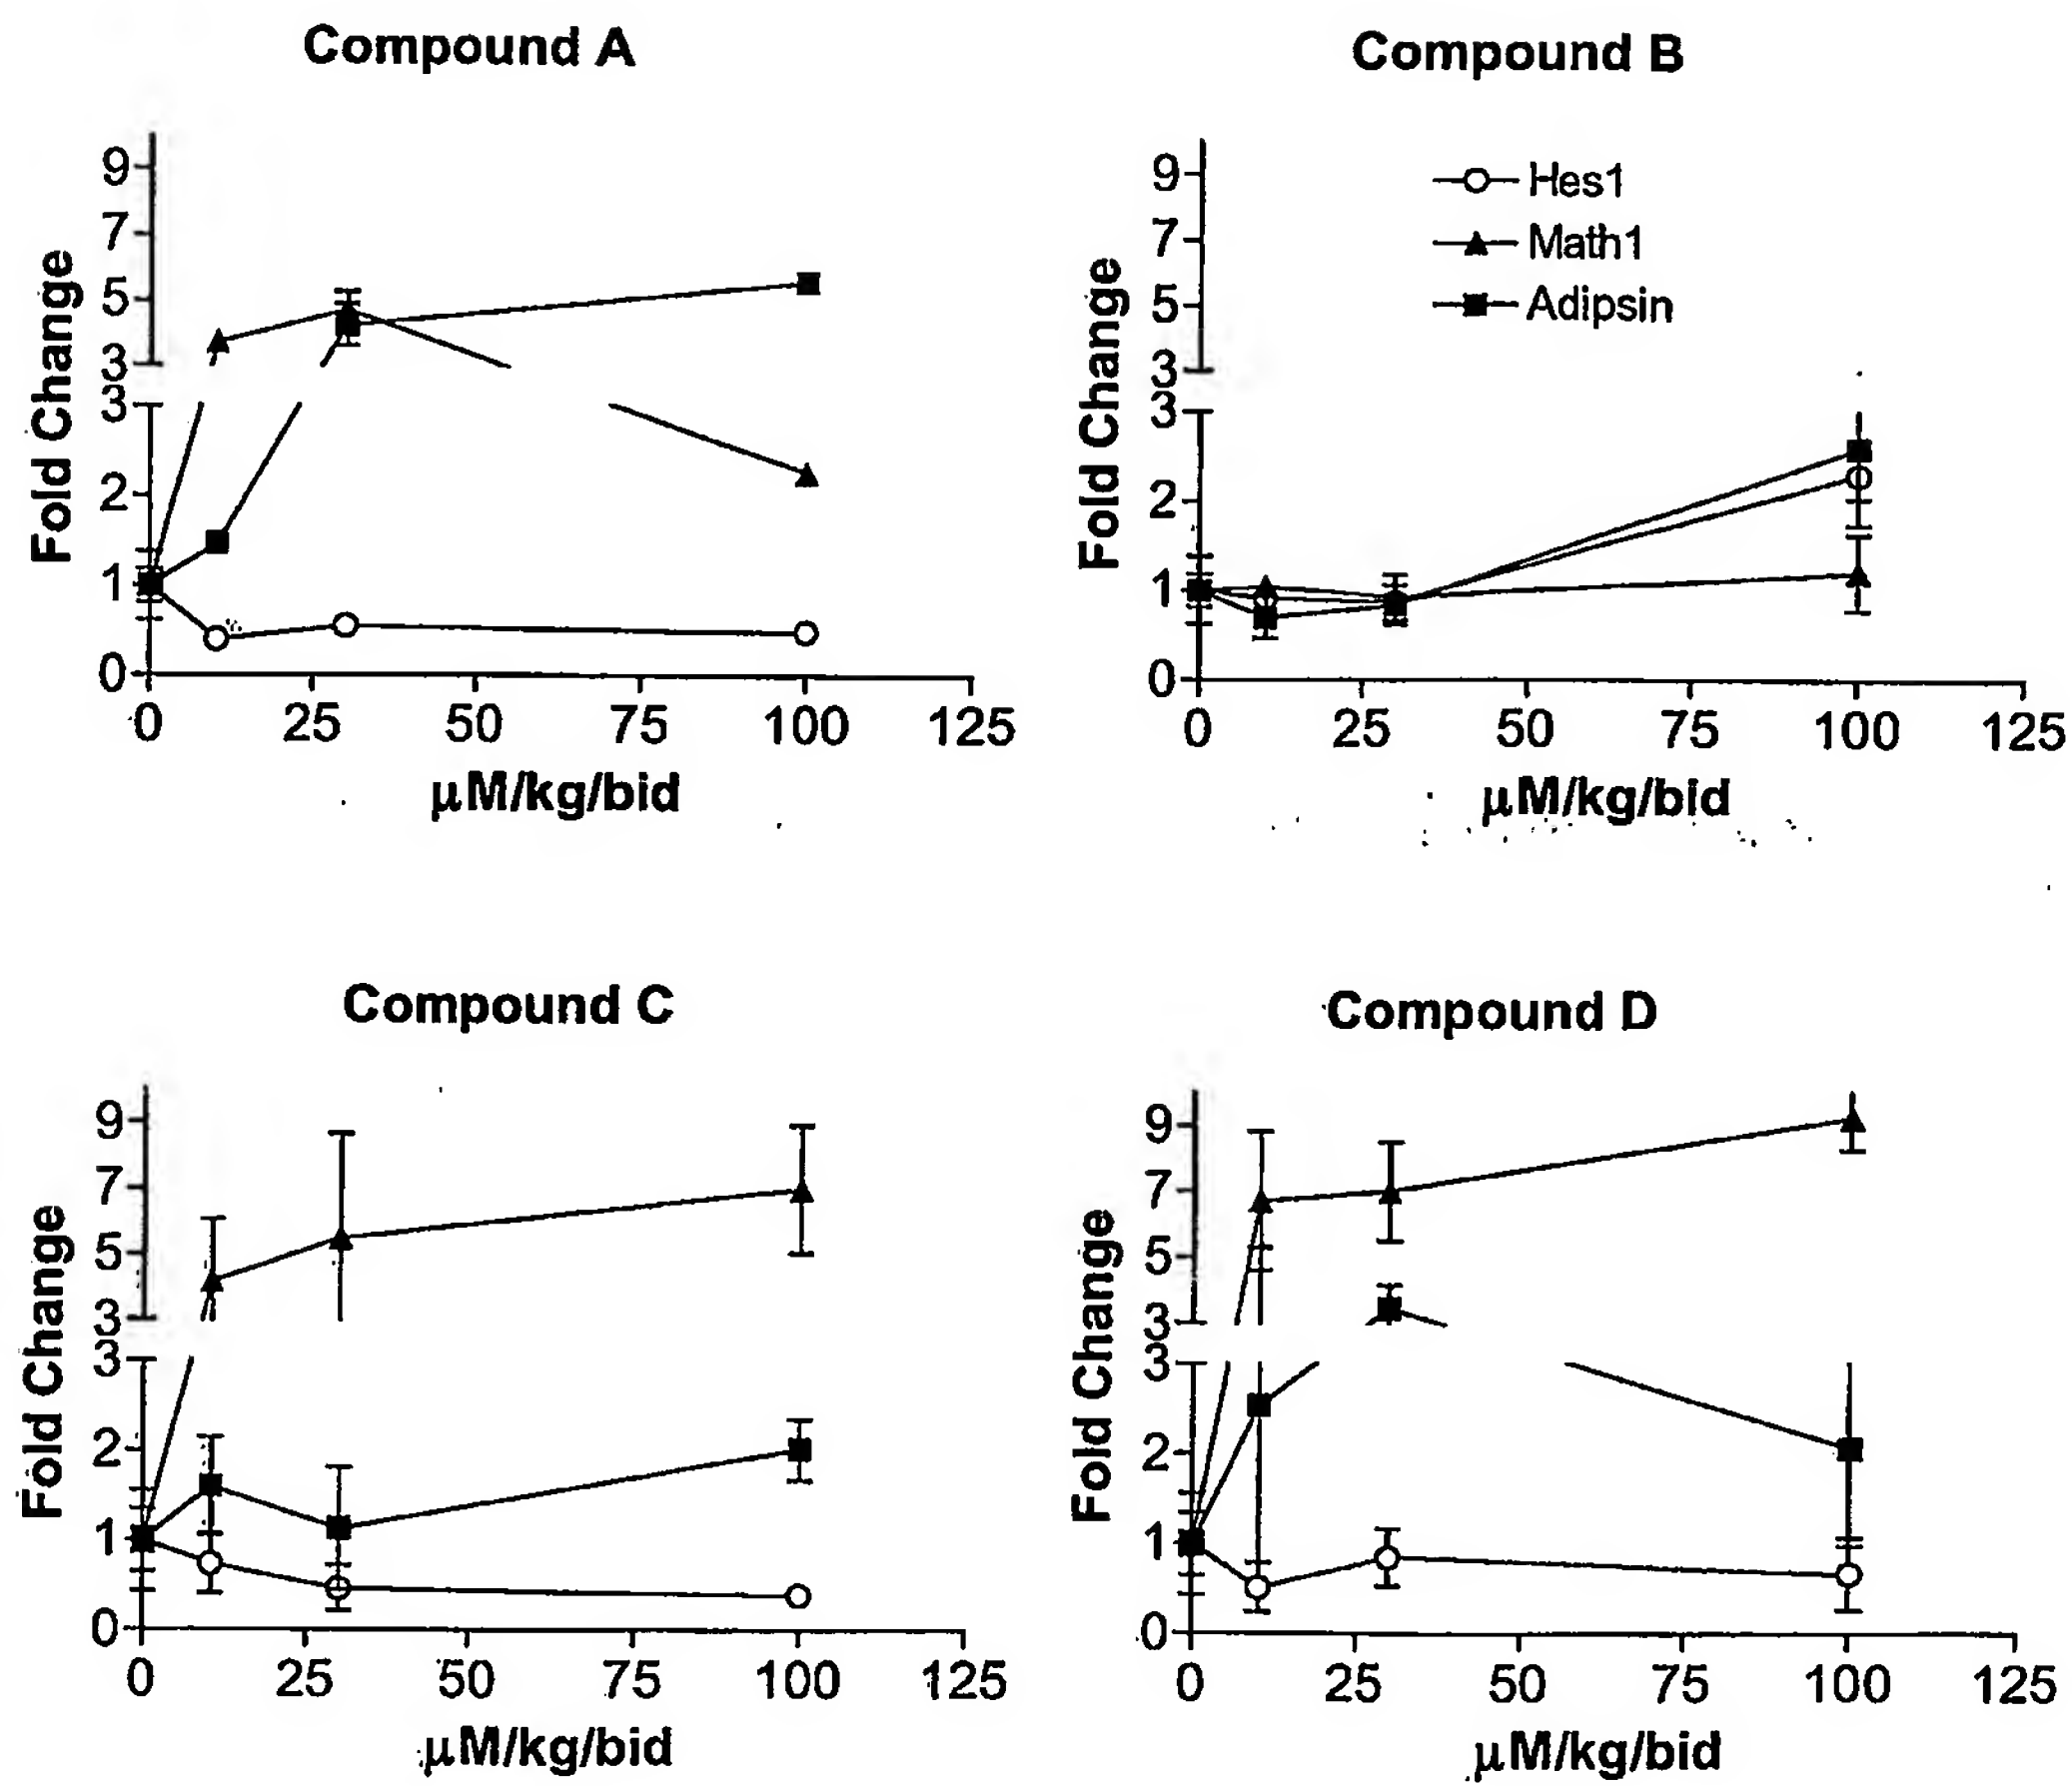 Compound A
Fold Change
9
7
5
3
3
2
1
0
0 25 50 75 100 125
μM/kg/bid
Compound B
Fold Change
9
7
5
3
3
2
1
0
Hes1
Math1
Adipsin
0 25 50 75 100 125
μM/kg/bid
Compound C
Fold Change
9
7
5
3
3
2
1
0
0 25 50 75 100 125
μM/kg/bid
Compound D
Fold Change
9
7
5
3
3
2
1
0
0 25 50 75 100 125
μM/kg/bid